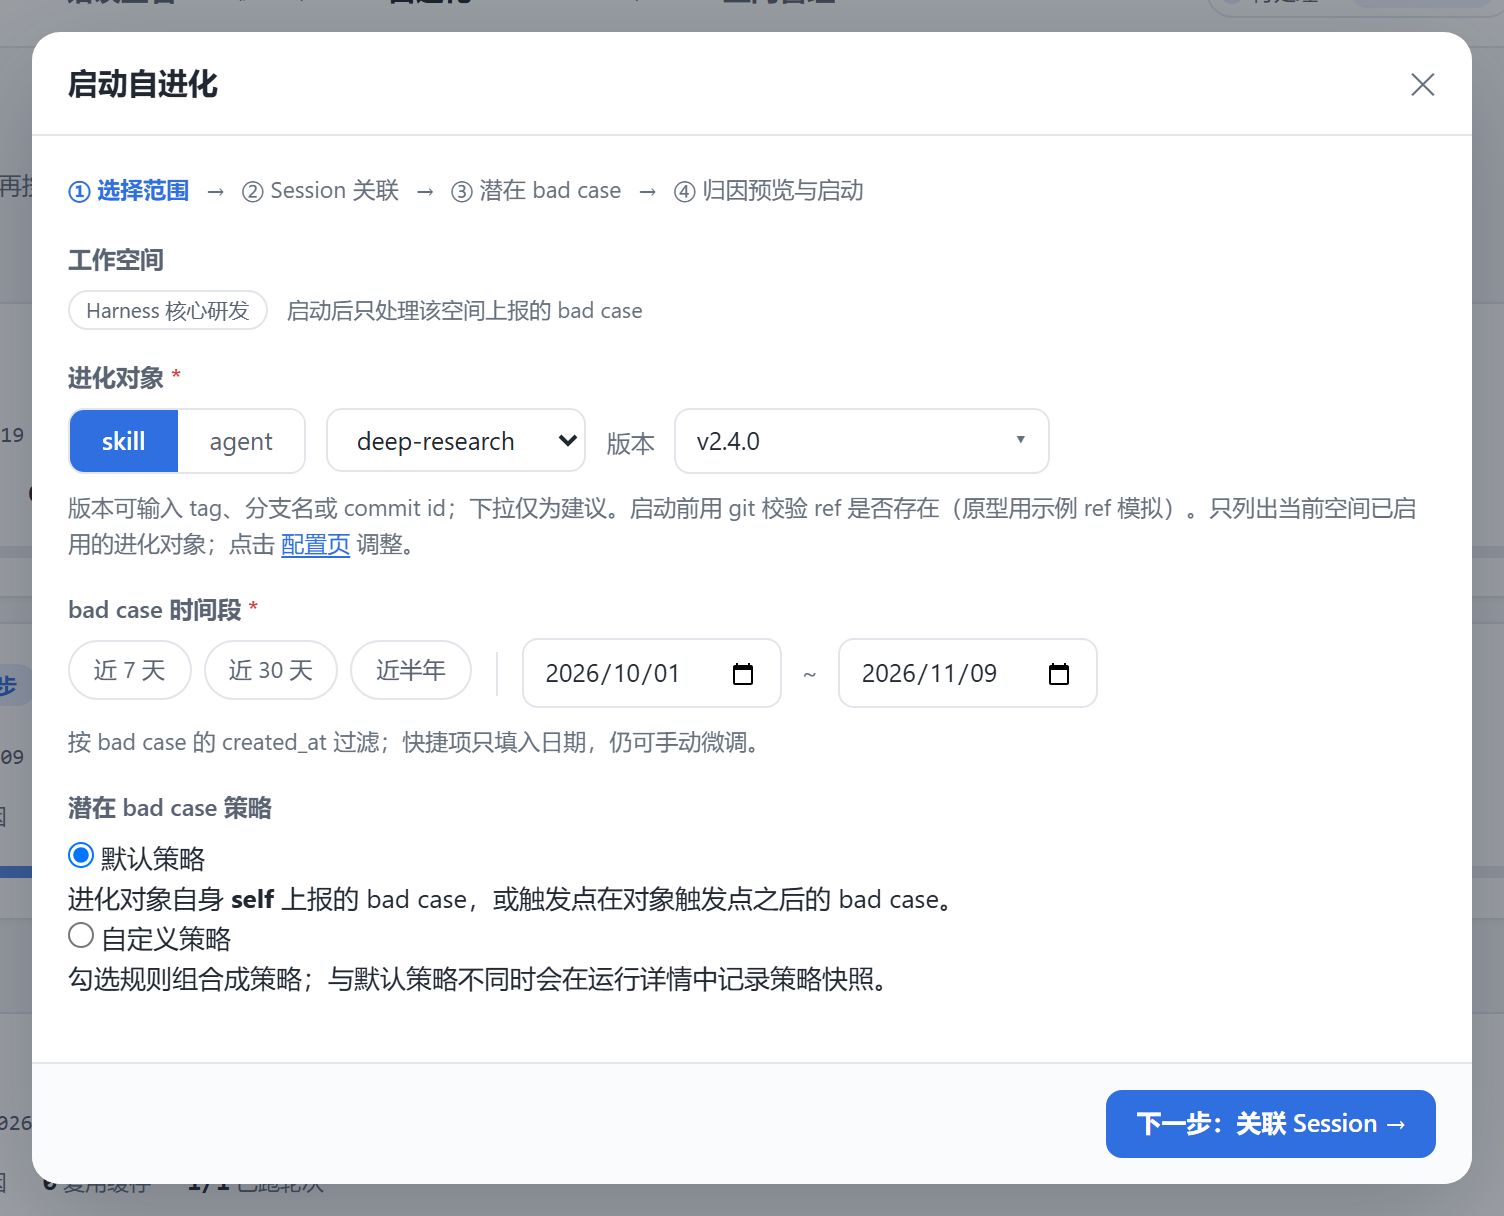 启动自进化
① 选择范围 → ② Session 关联 → ③ 潜在 bad case → ④ 归因预览与启动
工作空间
Harness 核心研发 启动后只处理该空间上报的 bad case
进化对象 *
skill agent deep-research 版本 v2.4.0
版本可输入 tag、分支名或 commit id；下拉仅为建议。启动前用 git 校验 ref 是否存在（原型用示例 ref 模拟）。只列出当前空间已启
用的进化对象；点击 配置页 调整。
bad case 时间段 *
近 7 天 近 30 天 近半年 2026/10/01 ~ 2026/11/09
按 bad case 的 created_at 过滤；快捷项只填入日期，仍可手动微调。
潜在 bad case 策略
默认策略
进化对象自身 self 上报的 bad case，或触发点在对象触发点之后的 bad case。
自定义策略
勾选规则组合成策略；与默认策略不同时会在运行详情中记录策略快照。
下一步：关联 Session →
19
步
09
026